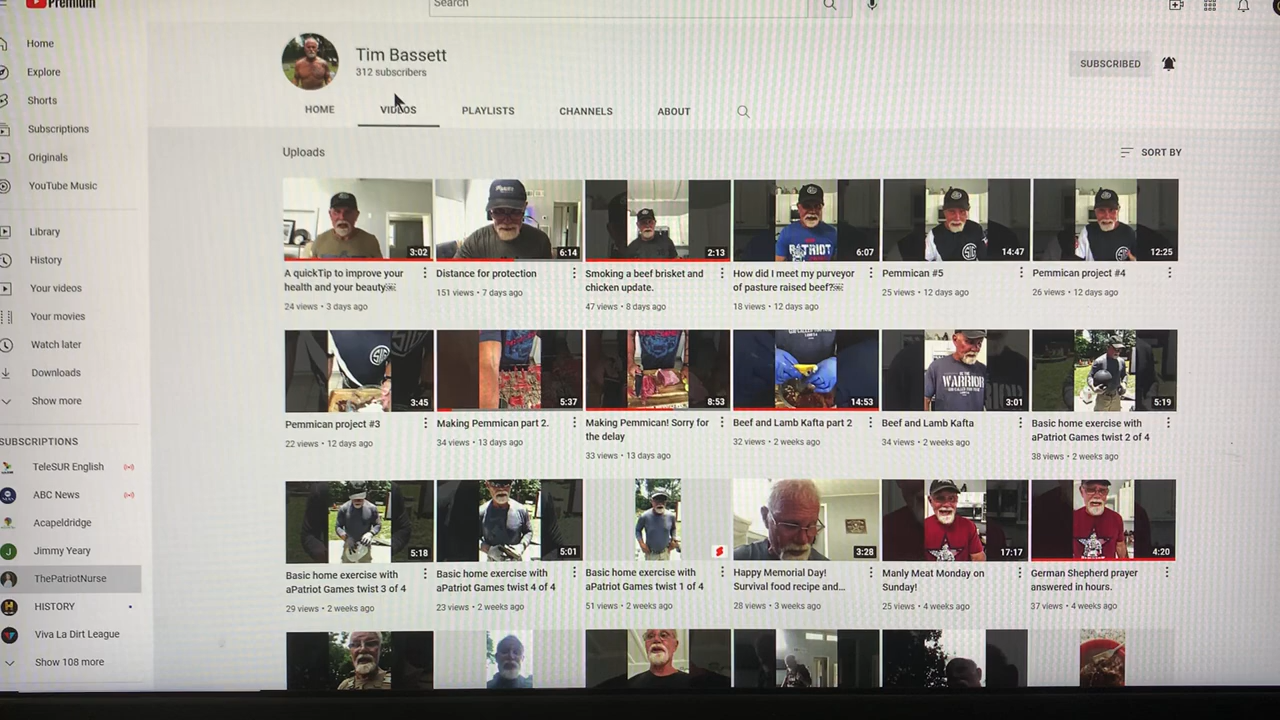 Premium
Search
Home
Explore
Shorts
Subscriptions
Originals
YouTube Music
Library
History
Your videos
Your movies
Watch later
Downloads
Show more
SUBSCRIPTIONS
TeleSUR English
ABC News
Acapeldridge
Jimmy Yeary
ThePatriotNurse
HISTORY
Viva La Dirt League
Show 108 more
Tim Bassett
312 subscribers
SUBSCRIBED
HOME
VIDEOS
PLAYLISTS
CHANNELS
ABOUT
Uploads
SORT BY
3:02
A quickTip to improve your
health and your beauty
24 views • 3 days ago
6:14
Distance for protection
151 views • 7 days ago
2:13
Smoking a beef brisket and
chicken update.
47 views • 8 days ago
PATRIOT
6:07
How did I meet my purveyor
of pasture raised beef?
18 views • 12 days ago
14:47
Pemmican #5
25 views • 12 days ago
12:25
Pemmican project #4
26 views • 12 days ago
3:45
Pemmican project #3
22 views • 12 days ago
5:37
Making Pemmican part 2.
34 views • 13 days ago
8:53
Making Pemmican! Sorry for
the delay
33 views • 13 days ago
14:53
Beef and Lamb Kafta part 2
32 views • 2 weeks ago
WARRIOR
3:01
Beef and Lamb Kafta
34 views • 2 weeks ago
5:19
Basic home exercise with
aPatriot Games twist 2 of 4
38 views • 2 weeks ago
5:18
Basic home exercise with
aPatriot Games twist 3 of 4
29 views • 2 weeks ago
5:01
Basic home exercise with
aPatriot Games twist 4 of 4
23 views • 2 weeks ago
Basic home exercise with
aPatriot Games twist 1 of 4
51 views • 2 weeks ago
3:28
Happy Memorial Day!
Survival food recipe and...
28 views • 3 weeks ago
17:17
Manly Meat Monday on
Sunday!
25 views • 4 weeks ago
4:20
German Shepherd prayer
answered in hours.
37 views • 4 weeks ago